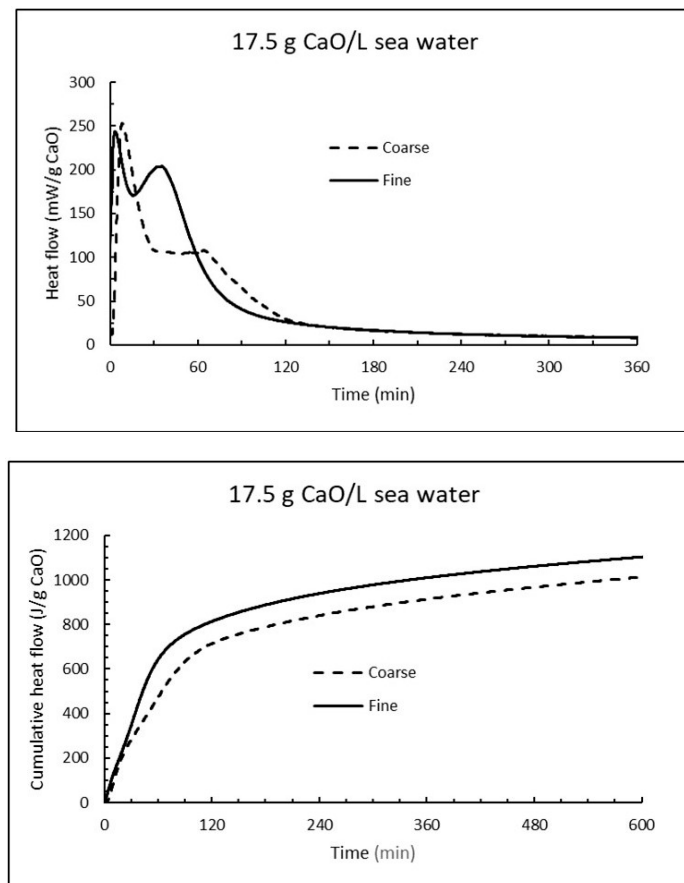 17.5 g CaO/L sea water
300
250
200
150
100
50
0
Heat flow (mW/g CaO)
Coarse
Fine
0 60 120 180 240 300 360
Time (min)
17.5 g CaO/L sea water
1200
1000
800
600
400
200
0
Cumulative heat flow (J/g CaO)
Coarse
Fine
0 120 240 360 480 600
Time (min)